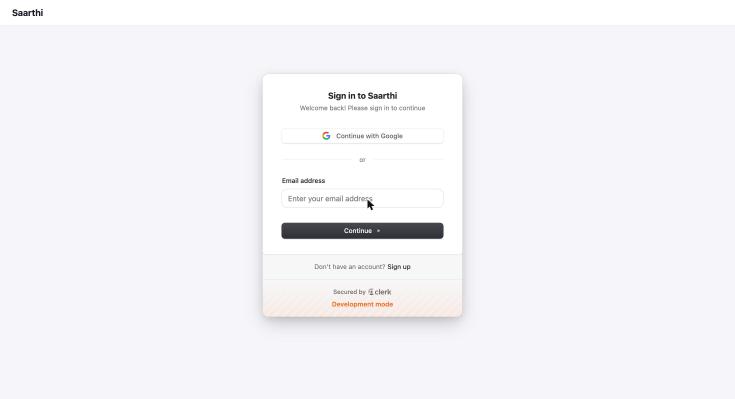 Saarthi
Sign in to Saarthi
Welcome back! Please sign in to continue
Continue with Google
or
Email address
Enter your email address
Continue
Don't have an account? Sign up
Secured by clerk
Development mode